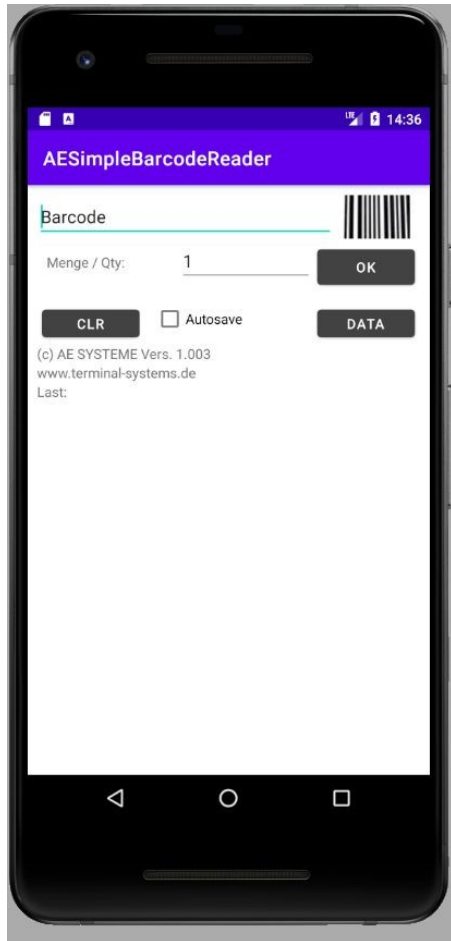 LTE 14:36
AESimpleBarcodeReader
Barcode
Menge / Qty: 1
OK
CLR Autosave DATA
(c) AE SYSTEME Vers. 1.003
www.terminal-systems.de
Last: